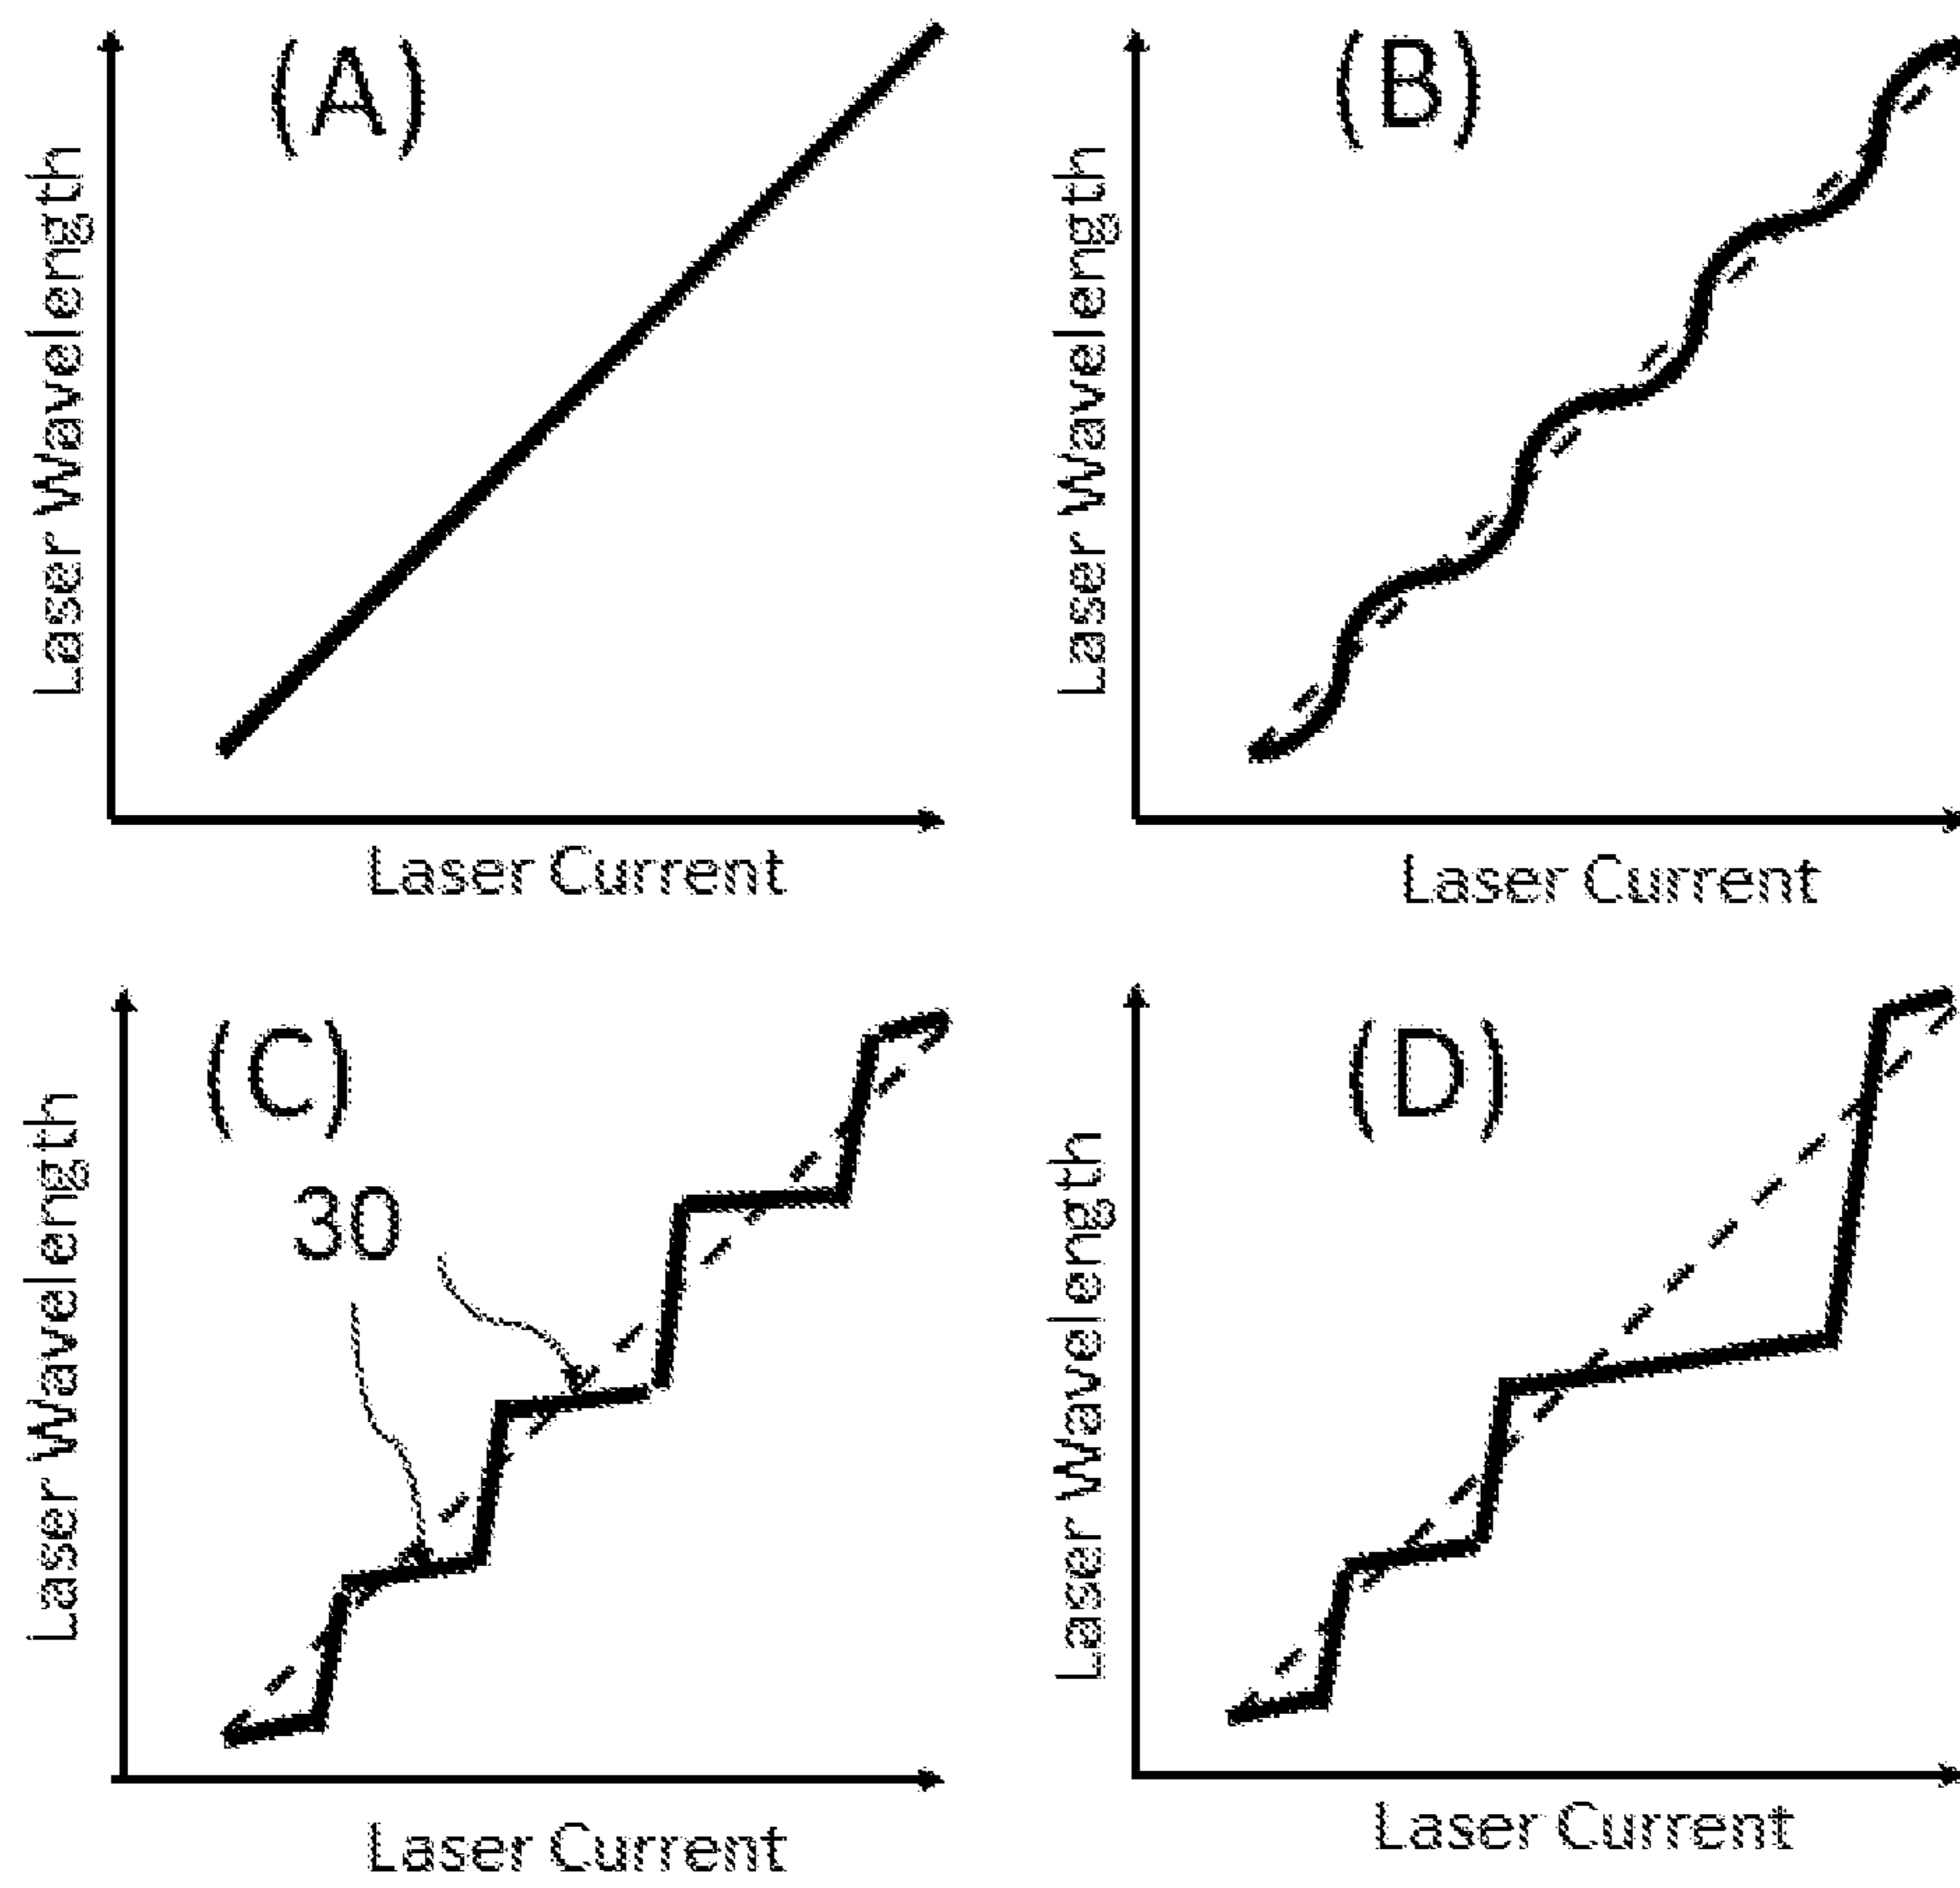 (A)
Laser Wavelength
Laser Current
(B)
Laser Wavelength
Laser Current
(C)
30
Laser Wavelength
Laser Current
(D)
Laser Wavelength
Laser Current